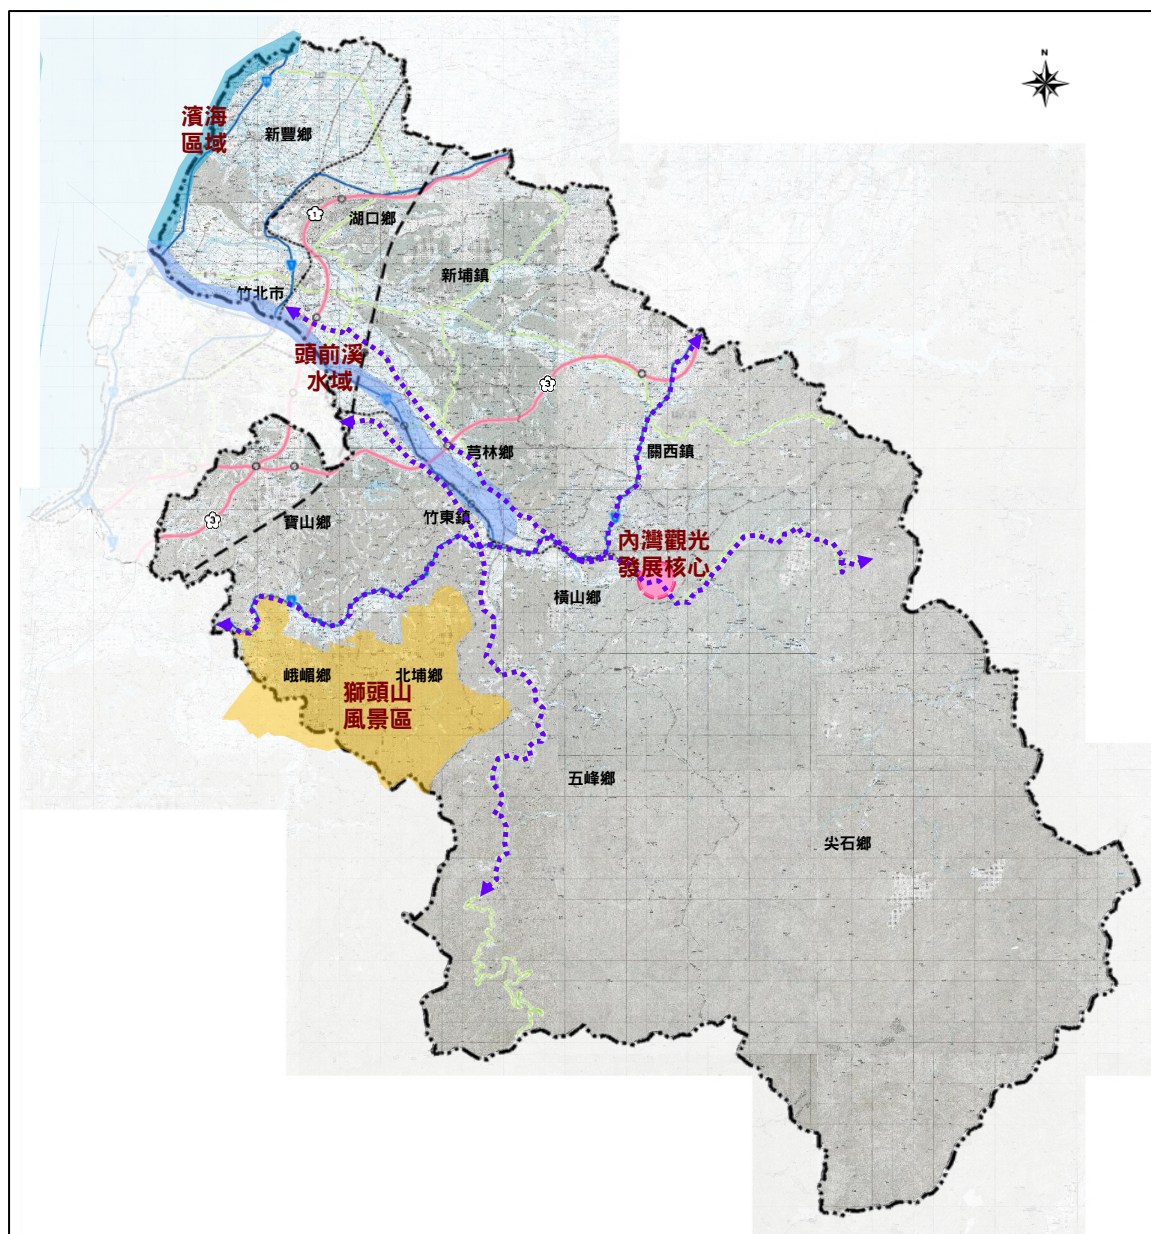 N
濱海
區域
新豐鄉
1
湖口鄉
新埔鎮
竹北市
頭前溪
水域
3
芎林鄉
關西鎮
竹東鎮
3
寶山鄉
內灣觀光
發展核心
橫山鄉
峨嵋鄉
北埔鄉
獅頭山
風景區
五峰鄉
尖石鄉